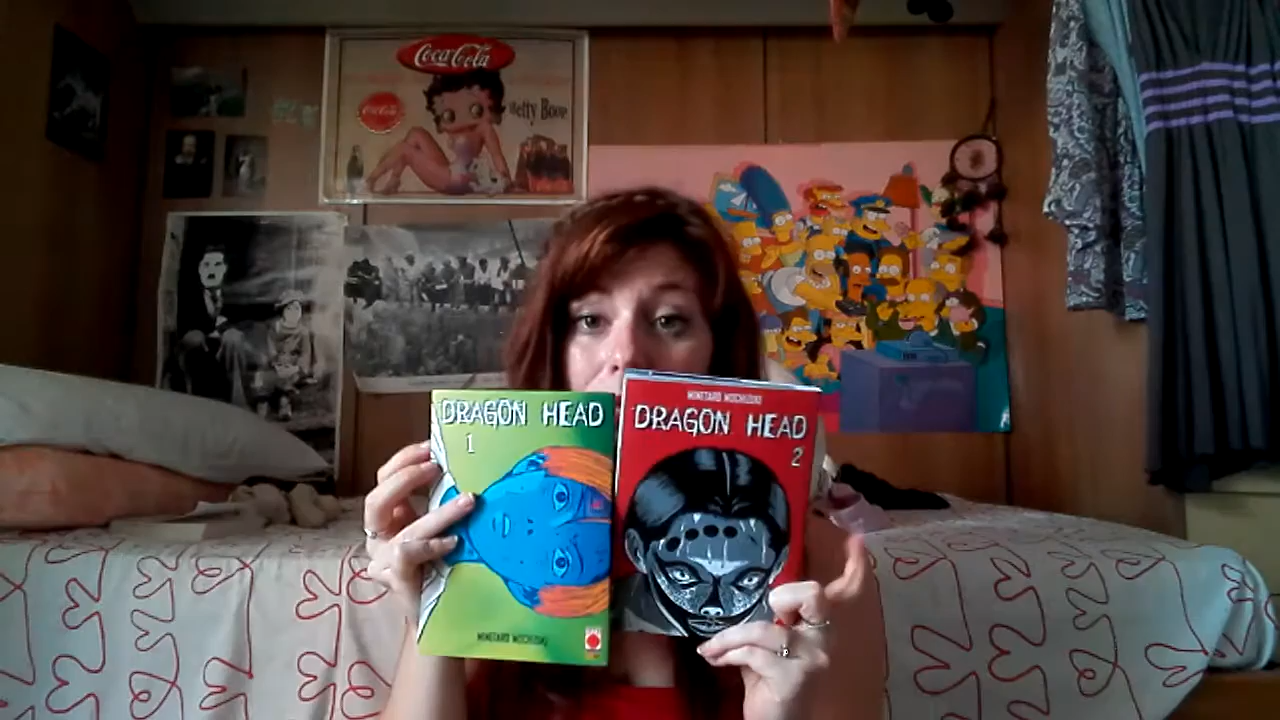 Coca-Cola
Coca-Cola
Betty Boop
DRAGON HEAD
1
MINETARO MOCHIZUKI
MINETARO MOCHIZUKI
DRAGON HEAD
2